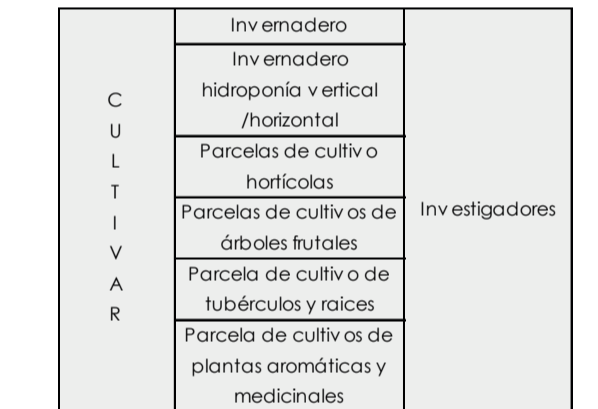 CULTIVAR
Invernadero
Invernadero
hidroponía vertical
/horizontal
Parcelas de cultivo
hortícolas
Parcelas de cultivos de
árboles frutales
Parcela de cultivo de
tubérculos y raices
Parcela de cultivos de
plantas aromáticas y
medicinales
Investigadores